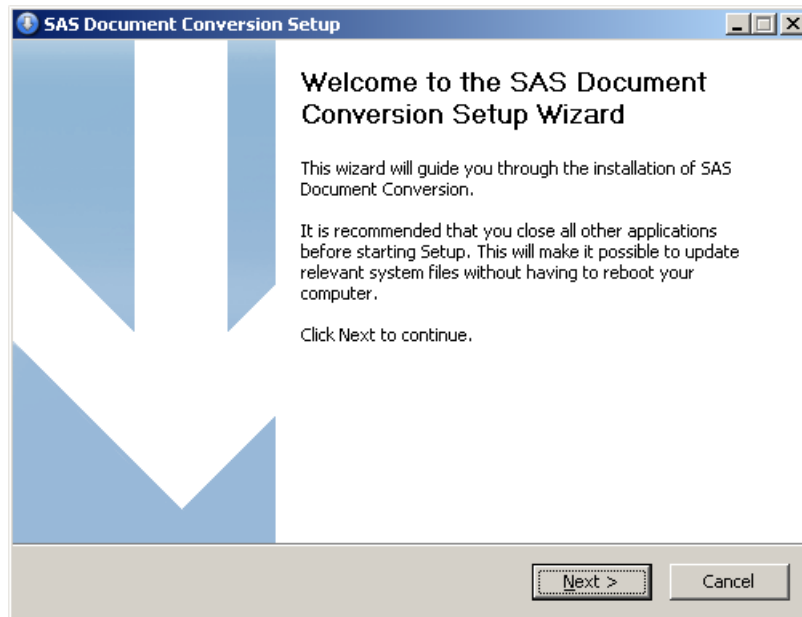 SAS Document Conversion Setup
Welcome to the SAS Document
Conversion Setup Wizard
This wizard will guide you through the installation of SAS
Document Conversion.
It is recommended that you close all other applications
before starting Setup. This will make it possible to update
relevant system files without having to reboot your
computer.
Click Next to continue.
Next >
Cancel